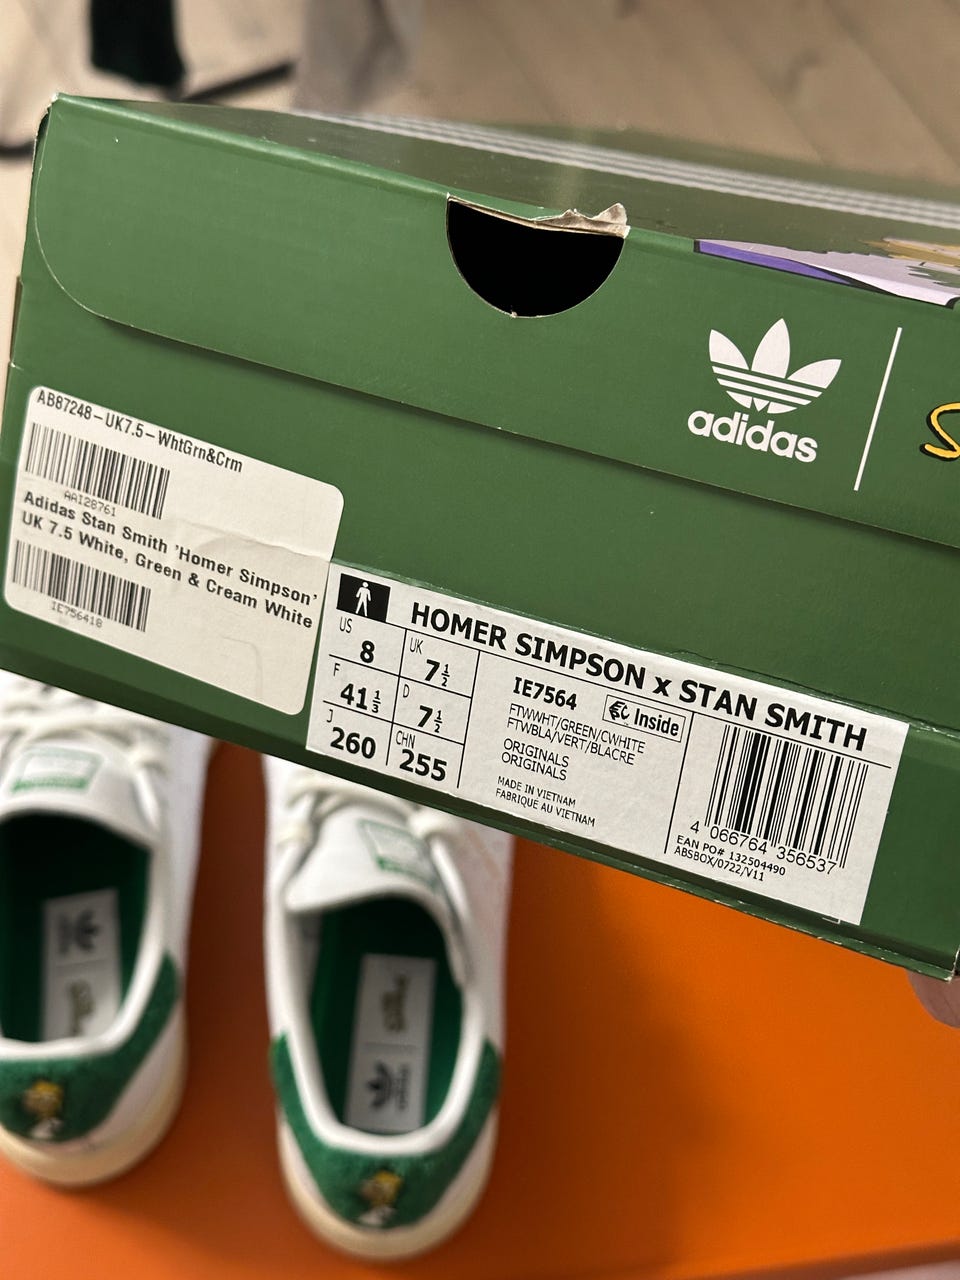 adidas
AB87248-UK7.5-WhtGrn&Crm
AAI28761
Adidas Stan Smith 'Homer Simpson'
UK 7.5 White, Green & Cream White
IE756418
HOMER SIMPSON x STAN SMITH
US 8
UK 7½
F 41⅓
D 7½
J 260
CHN 255
IE7564
EC Inside
FTWWHT/GREEN/CWHITE
FTWBLA/VERT/BLACRE
ORIGINALS
ORIGINALS
MADE IN VIETNAM
FABRIQUE AU VIETNAM
4 066764 356537
EAN PO# 132504490
ABSBOX/0722/V11